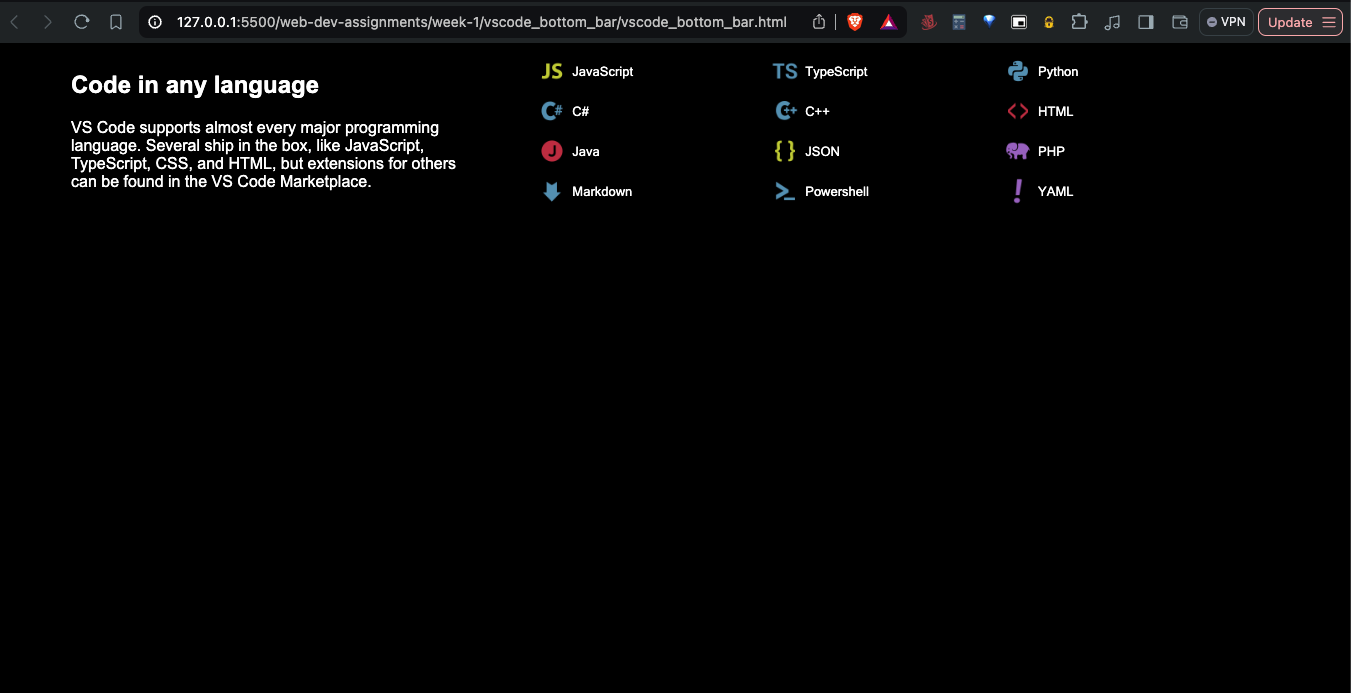 127.0.0.1:5500/web-dev-assignments/week-1/vscode_bottom_bar/vscode_bottom_bar.html
VPN
Update
Code in any language
VS Code supports almost every major programming
language. Several ship in the box, like JavaScript,
TypeScript, CSS, and HTML, but extensions for others
can be found in the VS Code Marketplace.
JS JavaScript
TS TypeScript
Python
C# C#
C++ C++
<> HTML
J Java
{ } JSON
PHP
Markdown
>_ Powershell
! YAML